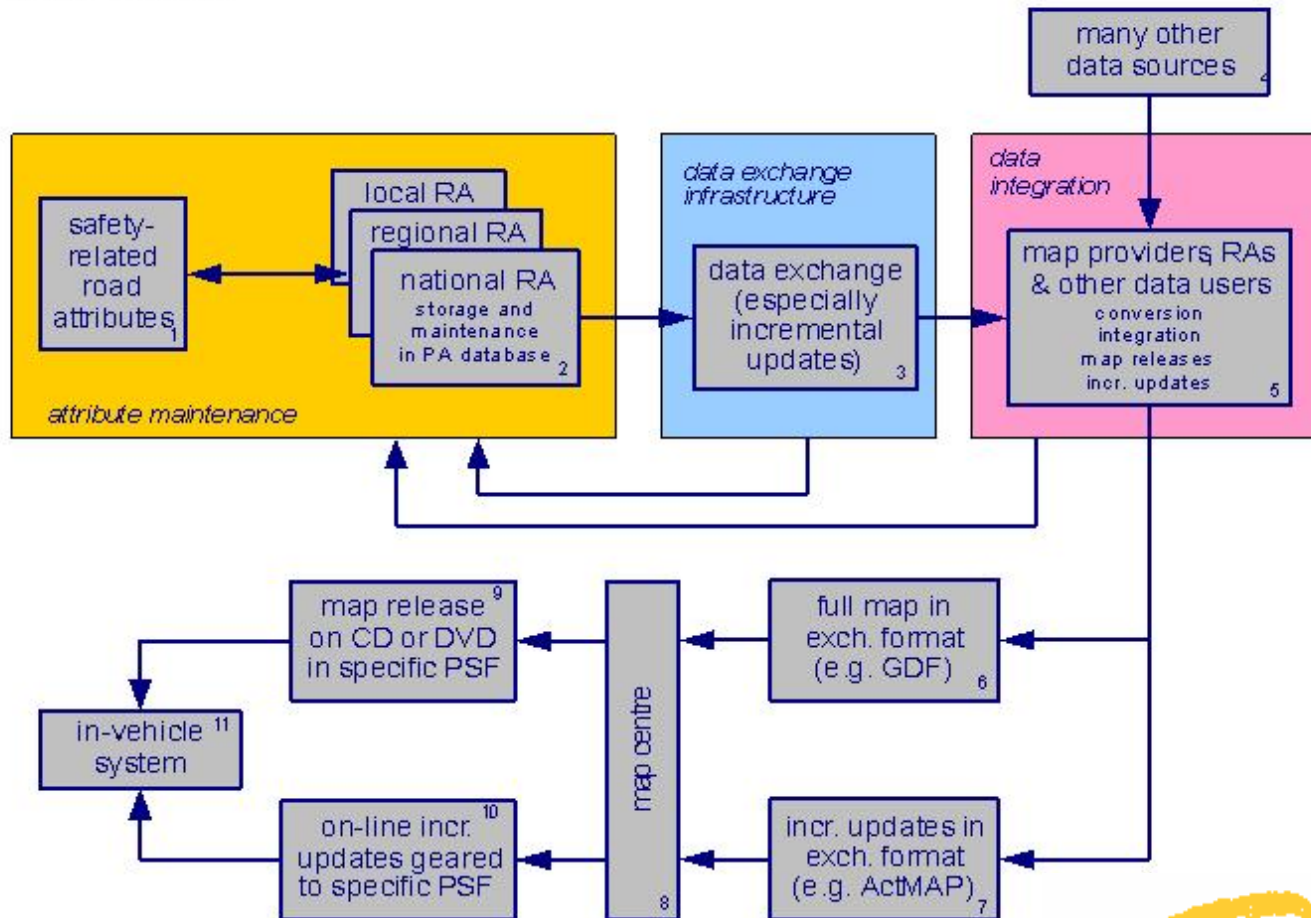 many other
data sources
4
safety-
related
road
attributes
1
local RA
regional RA
national RA
storage and
maintenance
in PA database
2
attribute maintenance
data exchange
infrastructure
data exchange
(especially
incremental
updates)
3
data
integration
map providers, RAs
& other data users
conversion
integration
map releases
incr. updates
5
map release
on CD or DVD
in specific PSF
9
map centre
8
full map in
exch. format
(e.g. GDF)
6
in-vehicle
system
11
on-line incr.
updates geared
to specific PSF
10
incr. updates in
exch. format
(e.g. ActMAP)
7